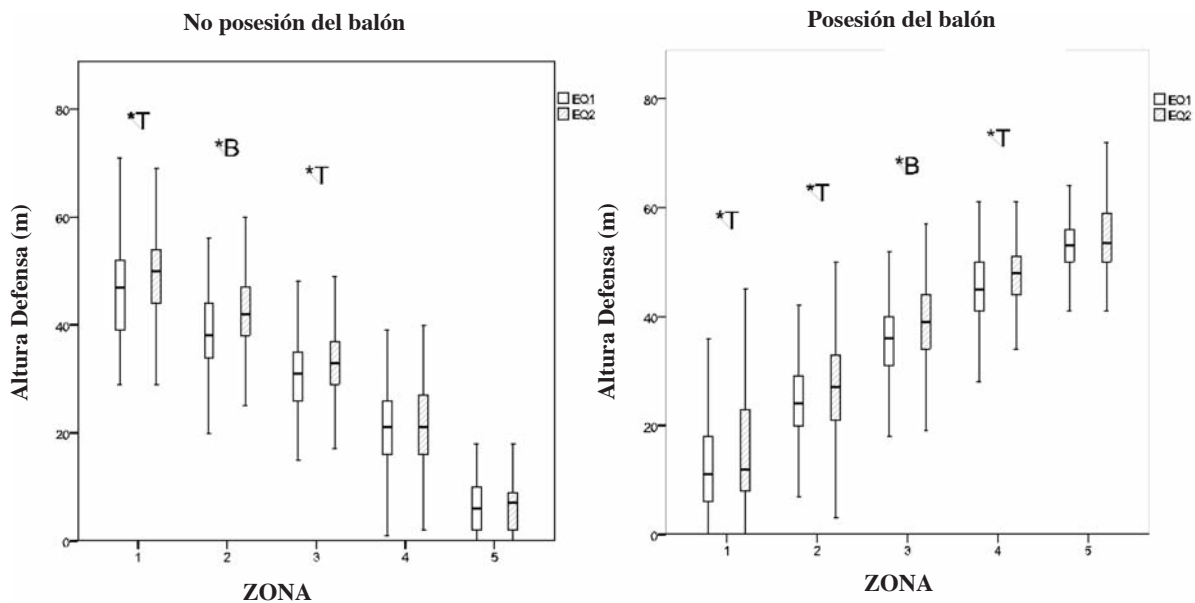 No posesión del balón
Altura Defensa (m)
80
60
40
20
0
*T
*B
*T
EQ1
EQ2
1 2 3 4 5
ZONA
Posesión del balón
Altura Defensa (m)
80
60
40
20
0
*T
*T
*B
*T
EQ1
EQ2
1 2 3 4 5
ZONA